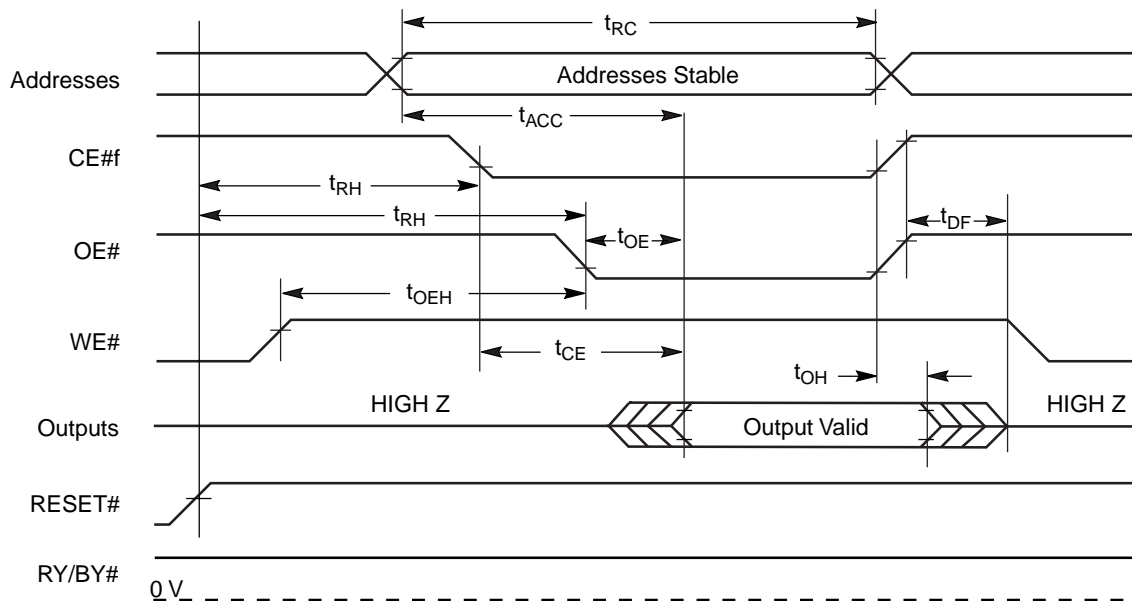 tRC
Addresses
Addresses Stable
tACC
CE#f
tRH
tRH
tDF
OE#
tOE
tOEH
WE#
tCE
tOH
HIGH Z
HIGH Z
Outputs
Output Valid
RESET#
RY/BY#
0 V